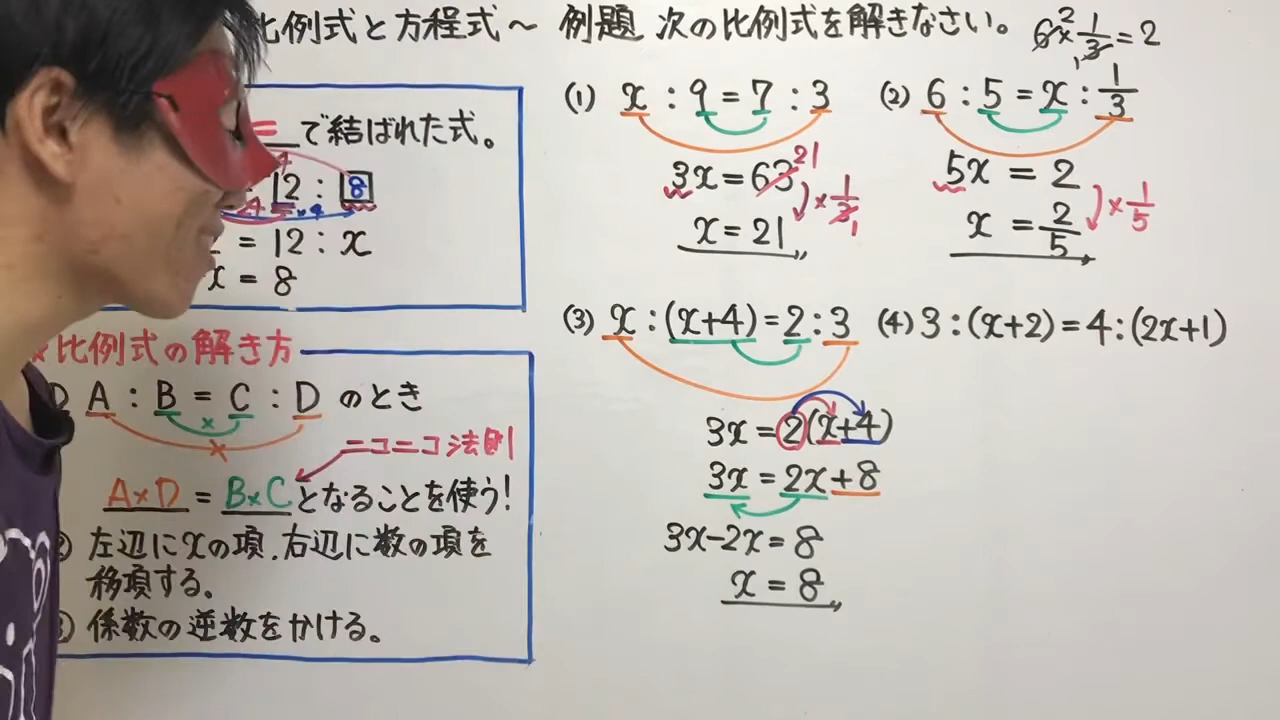 比例式と方程式～ 例題 次の比例式を解きなさい。 6×1/3=2
= で結ばれた式。
12 : 8
= 12 : x
x = 8
比例式の解き方
A : B = C : D のとき
ニコニコ法則
A×D = B×C となることを使う!
左辺にxの項、右辺に数の項を
移項する。
係数の逆数をかける。
(1) x : 9 = 7 : 3
3x = 63 21
×1/3 1
x = 21
(2) 6 : 5 = x : 1/3
5x = 2
×1/5
x = 2/5
(3) x : (x+4) = 2 : 3
3x = 2(x+4)
3x = 2x+8
3x-2x = 8
x = 8
(4) 3 : (x+2) = 4 : (2x+1)